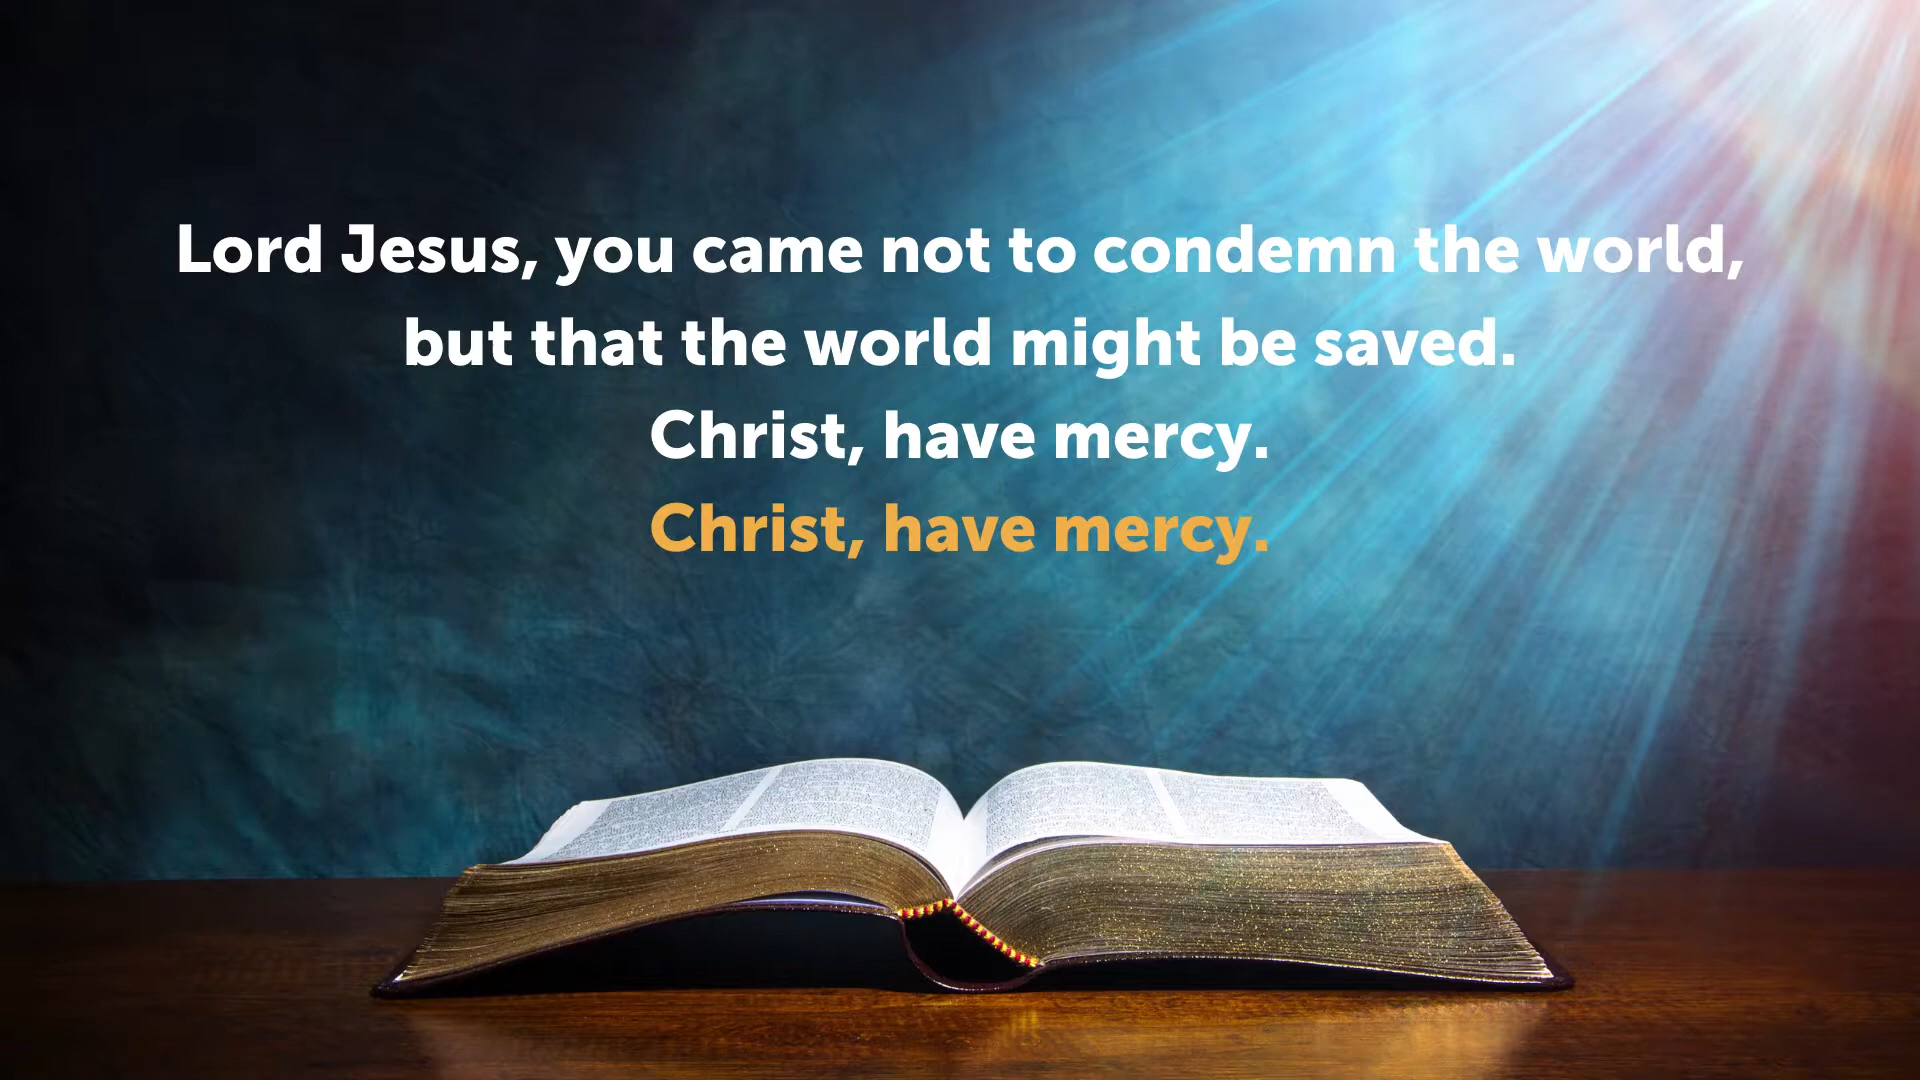 Lord Jesus, you came not to condemn the world,
but that the world might be saved.
Christ, have mercy.
Christ, have mercy.